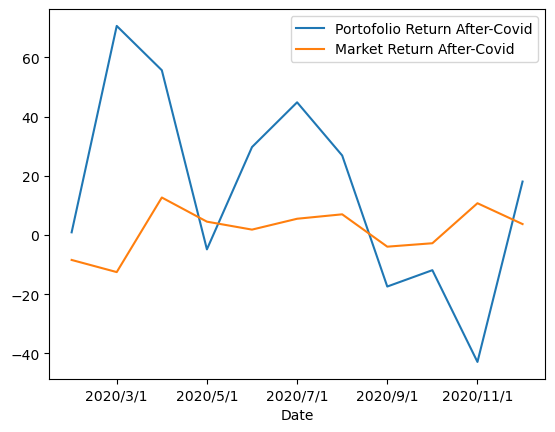 Portofolio Return After-Covid
Market Return After-Covid
60
40
20
0
−20
−40
2020/3/1 2020/5/1 2020/7/1 2020/9/1 2020/11/1
Date